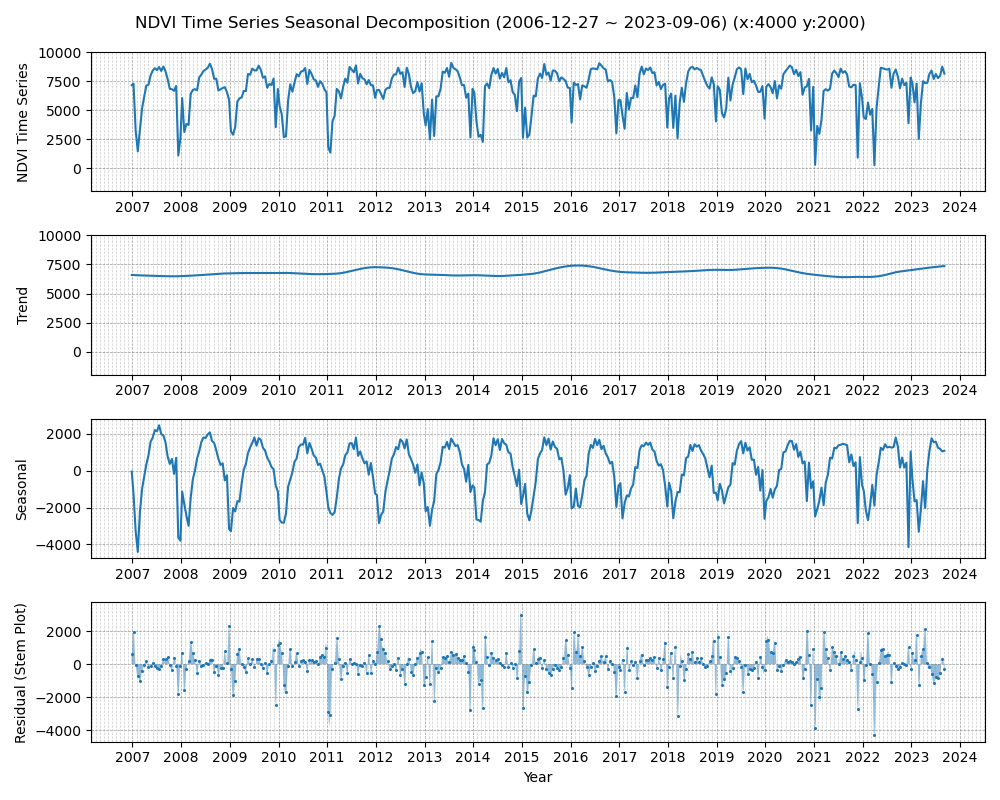 NDVI Time Series Seasonal Decomposition (2006-12-27 ~ 2023-09-06) (x:4000 y:2000)
NDVI Time Series
10000
7500
5000
2500
0
2007 2008 2009 2010 2011 2012 2013 2014 2015 2016 2017 2018 2019 2020 2021 2022 2023 2024
Trend
10000
7500
5000
2500
0
2007 2008 2009 2010 2011 2012 2013 2014 2015 2016 2017 2018 2019 2020 2021 2022 2023 2024
Seasonal
2000
0
−2000
−4000
2007 2008 2009 2010 2011 2012 2013 2014 2015 2016 2017 2018 2019 2020 2021 2022 2023 2024
Residual (Stem Plot)
2000
0
−2000
−4000
2007 2008 2009 2010 2011 2012 2013 2014 2015 2016 2017 2018 2019 2020 2021 2022 2023 2024
Year